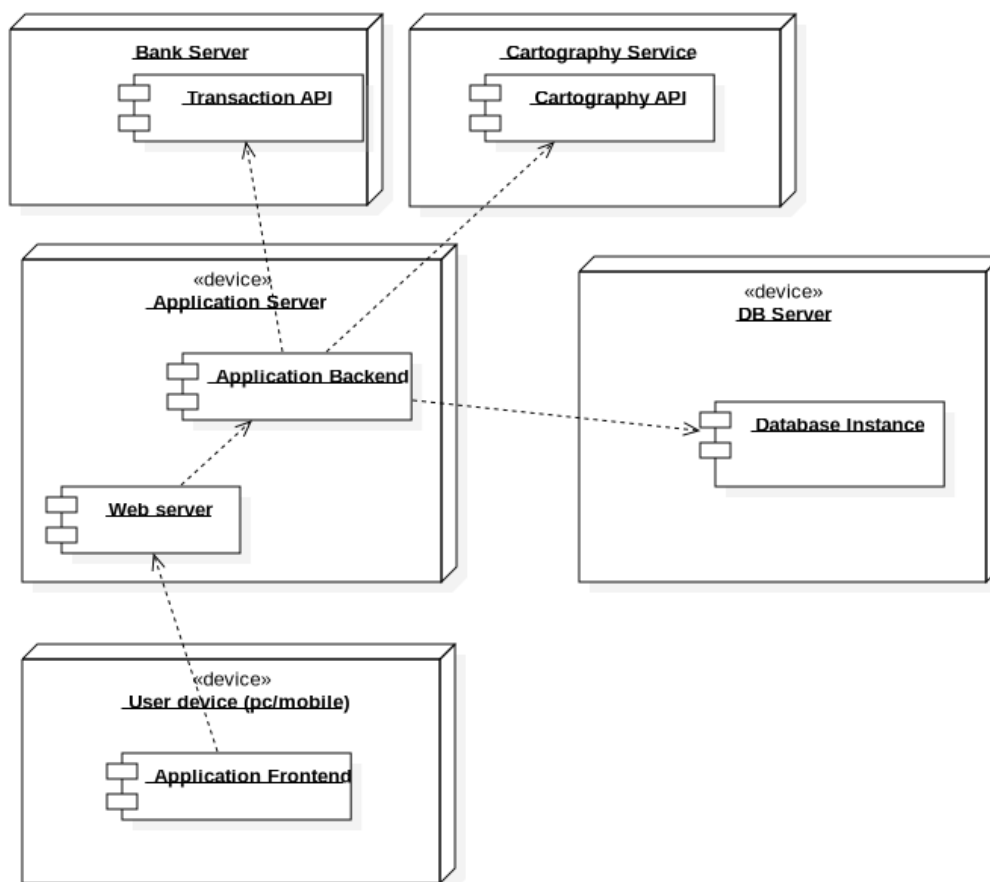 Bank Server
Transaction API
Cartography Service
Cartography API
«device»
Application Server
Application Backend
Web server
«device»
DB Server
Database Instance
«device»
User device (pc/mobile)
Application Frontend